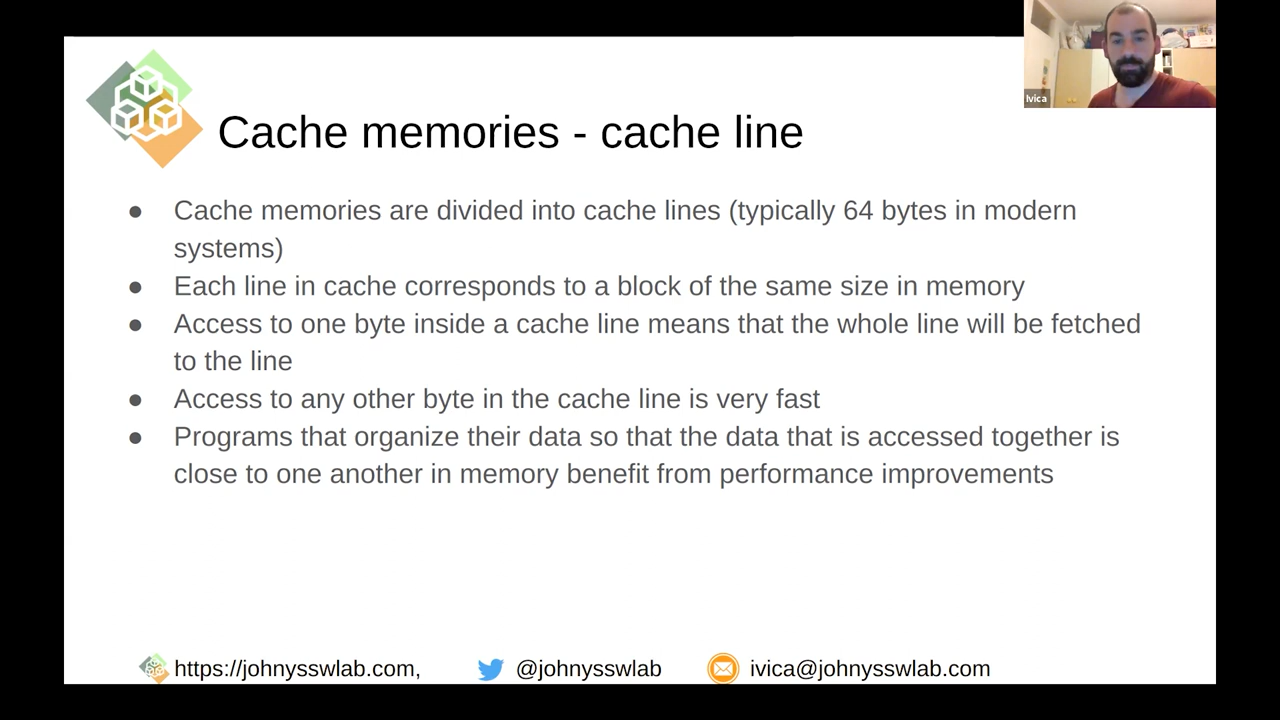 Ivica
Cache memories - cache line
● Cache memories are divided into cache lines (typically 64 bytes in modern
systems)
● Each line in cache corresponds to a block of the same size in memory
● Access to one byte inside a cache line means that the whole line will be fetched
to the line
● Access to any other byte in the cache line is very fast
● Programs that organize their data so that the data that is accessed together is
close to one another in memory benefit from performance improvements
https://johnysswlab.com, @johnysswlab ivica@johnysswlab.com